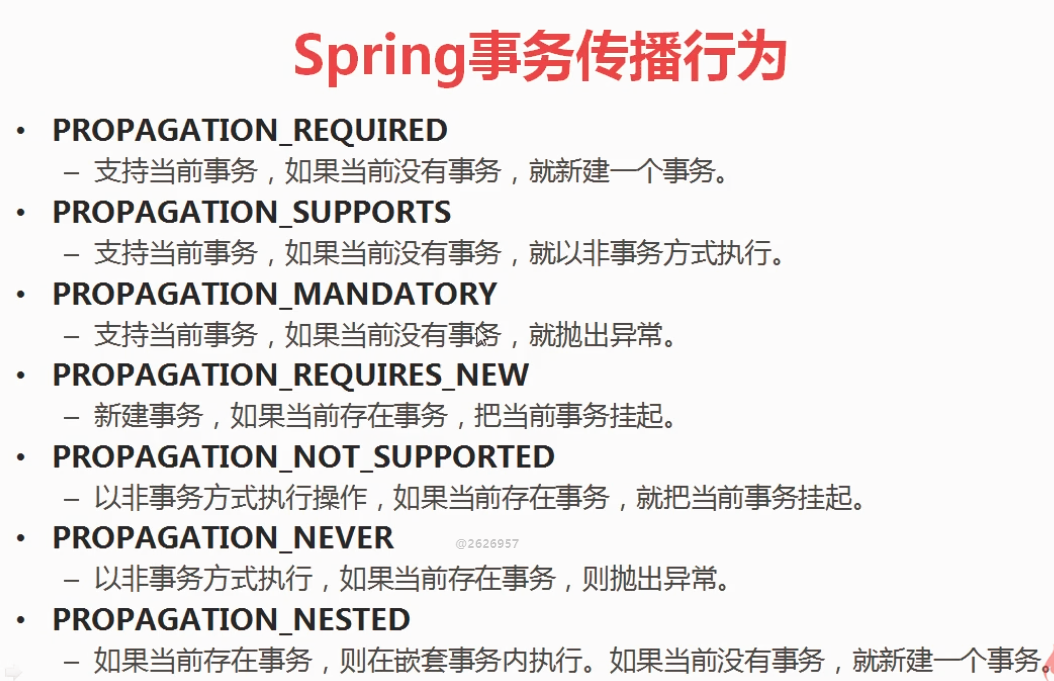 Spring事务传播行为
• PROPAGATION_REQUIRED
– 支持当前事务，如果当前没有事务，就新建一个事务。
• PROPAGATION_SUPPORTS
– 支持当前事务，如果当前没有事务，就以非事务方式执行。
• PROPAGATION_MANDATORY
– 支持当前事务，如果当前没有事务，就抛出异常。
• PROPAGATION_REQUIRES_NEW
– 新建事务，如果当前存在事务，把当前事务挂起。
• PROPAGATION_NOT_SUPPORTED
– 以非事务方式执行操作，如果当前存在事务，就把当前事务挂起。
• PROPAGATION_NEVER
@2626957
– 以非事务方式执行，如果当前存在事务，则抛出异常。
• PROPAGATION_NESTED
– 如果当前存在事务，则在嵌套事务内执行。如果当前没有事务，就新建一个事务。